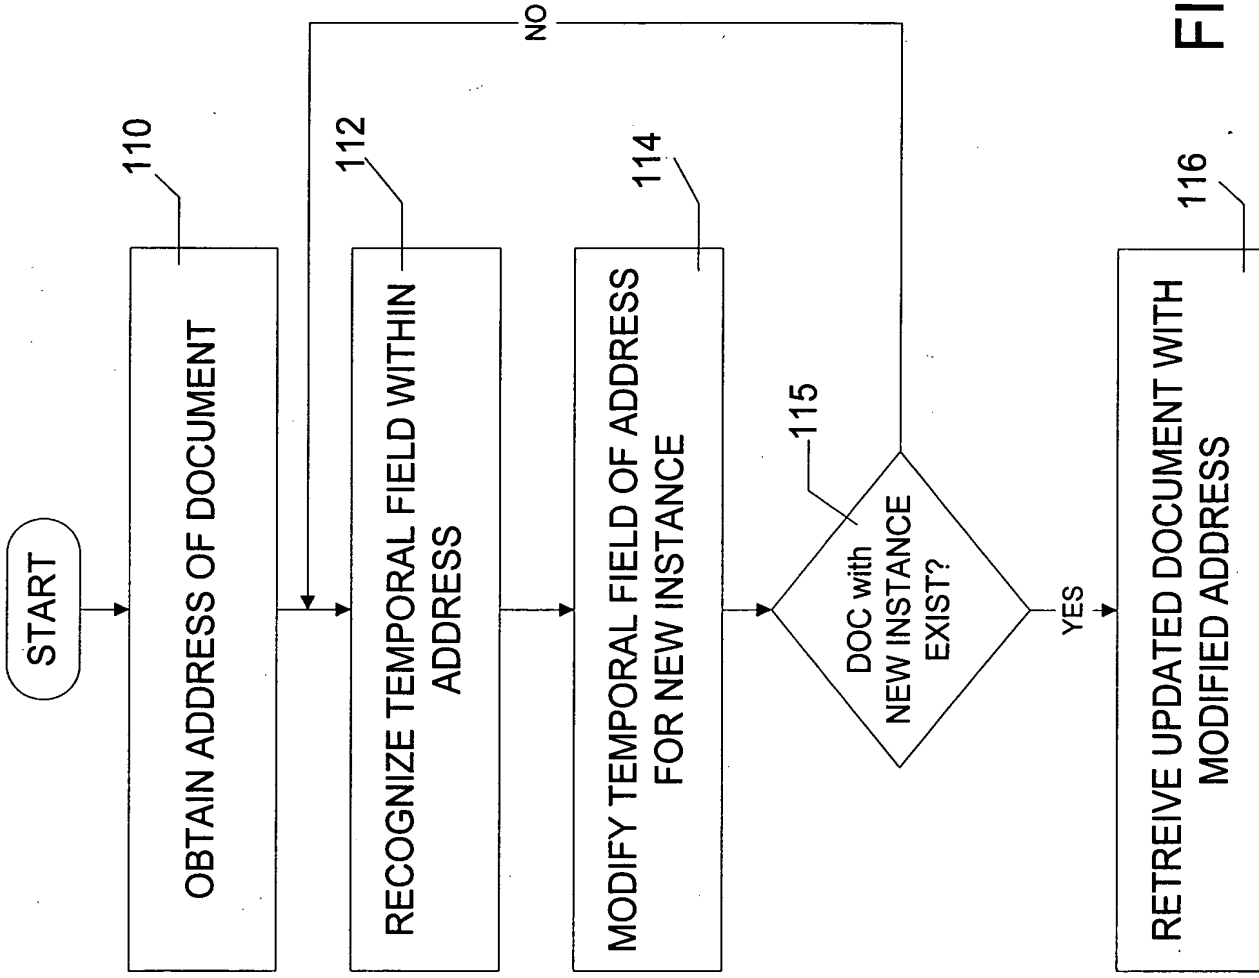 START
OBTAIN ADDRESS OF DOCUMENT
110
RECOGNIZE TEMPORAL FIELD WITHIN
ADDRESS
112
MODIFY TEMPORAL FIELD OF ADDRESS
FOR NEW INSTANCE
114
DOC with
NEW INSTANCE
EXIST?
115
NO
YES
RETREIVE UPDATED DOCUMENT WITH
MODIFIED ADDRESS
116